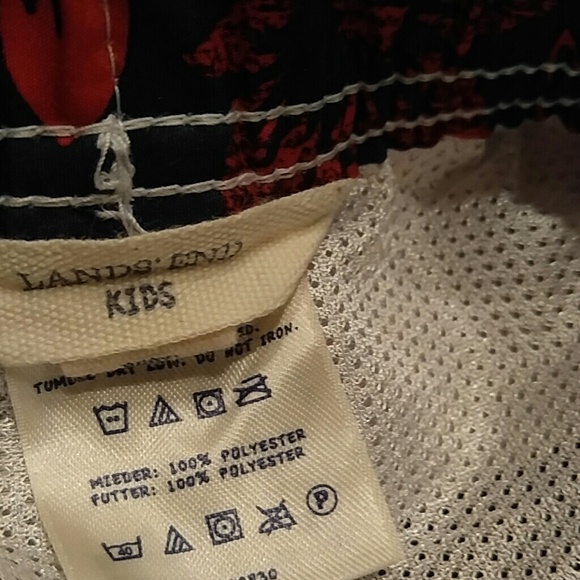 LANDS' END
KIDS
TUMBLE DRY LOW. DO NOT IRON.
MIEDER: 100% POLYESTER
FUTTER: 100% POLYESTER
40
P